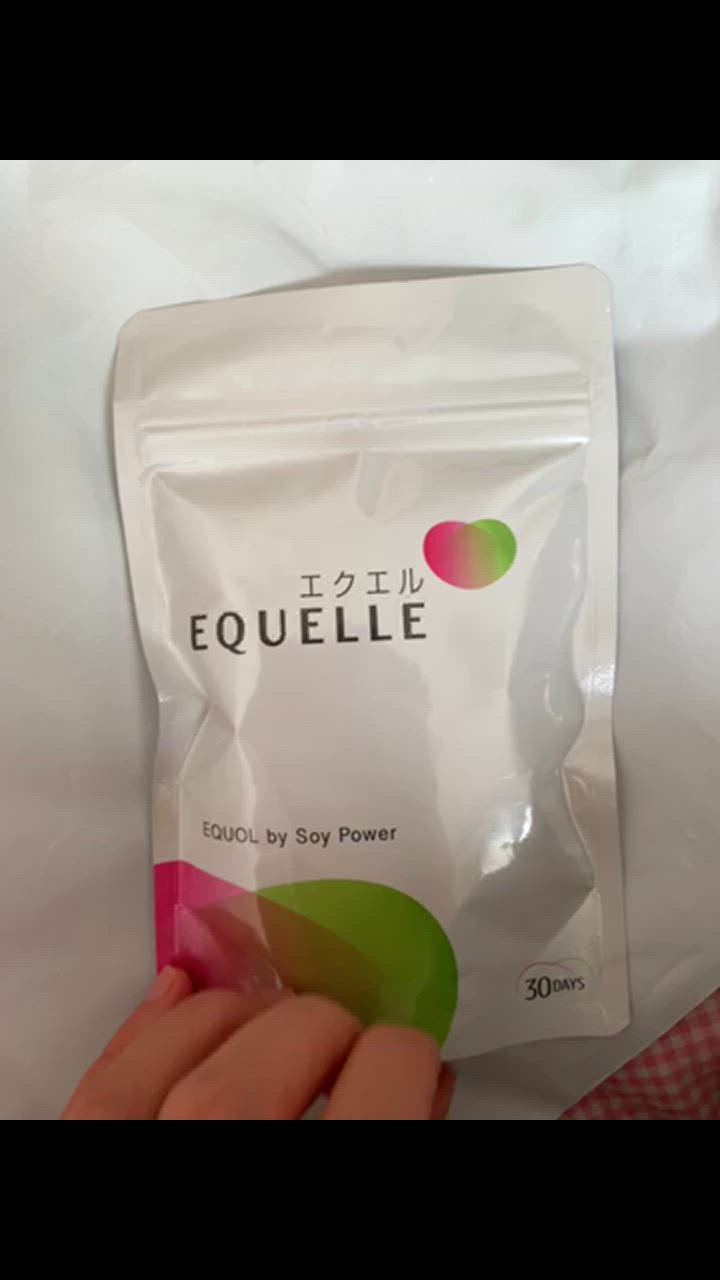 エクエル
EQUELLE
EQUOL by Soy Power
30DAYS